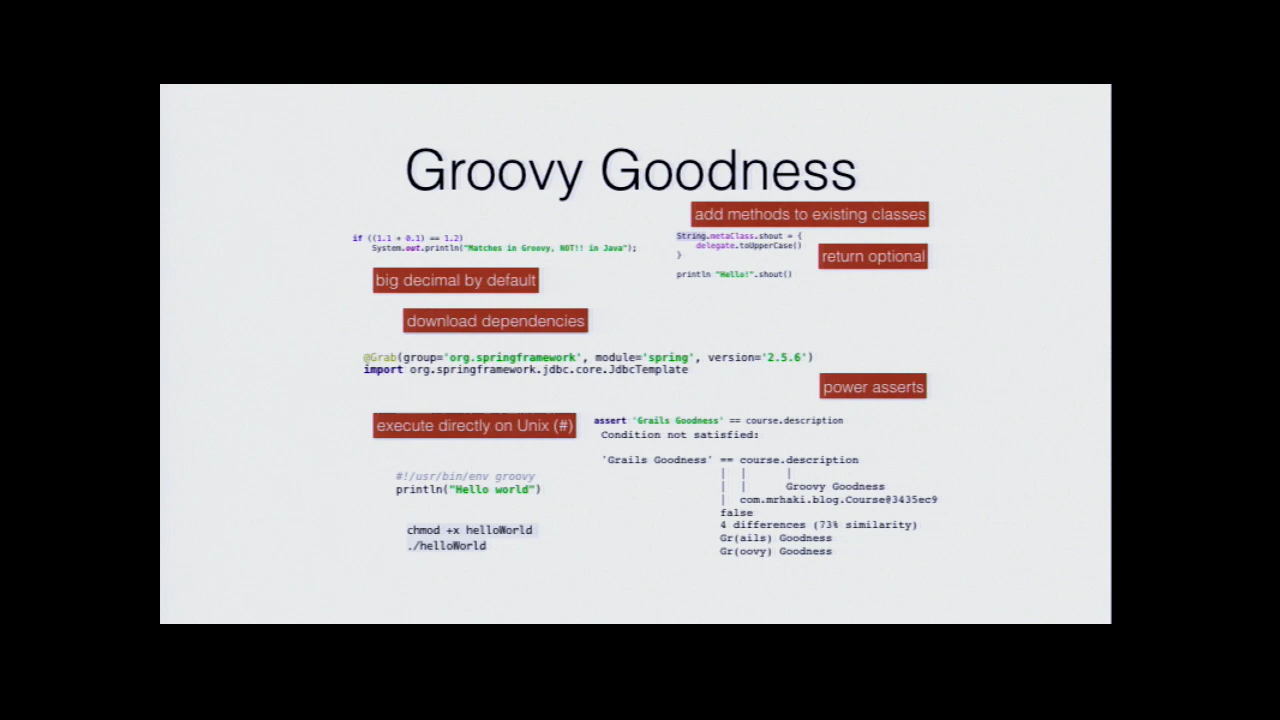 Groovy Goodness
add methods to existing classes
if ((1.1 + 0.1) == 1.2)
System.out.println("Matches in Groovy, NOT!! in Java");
String.metaClass.shout = {
delegate.toUpperCase()
}
return optional
println "Hello!".shout()
big decimal by default
download dependencies
@Grab(group='org.springframework', module='spring', version='2.5.6')
import org.springframework.jdbc.core.JdbcTemplate
power asserts
execute directly on Unix (#)
#!/usr/bin/env groovy
println("Hello world")
chmod +x helloWorld
./helloWorld
assert 'Grails Goodness' == course.description
Condition not satisfied:
'Grails Goodness' == course.description
| | |
| | Groovy Goodness
| com.mrhaki.blog.Course@3435ec9
false
4 differences (73% similarity)
Gr(ails) Goodness
Gr(oovy) Goodness